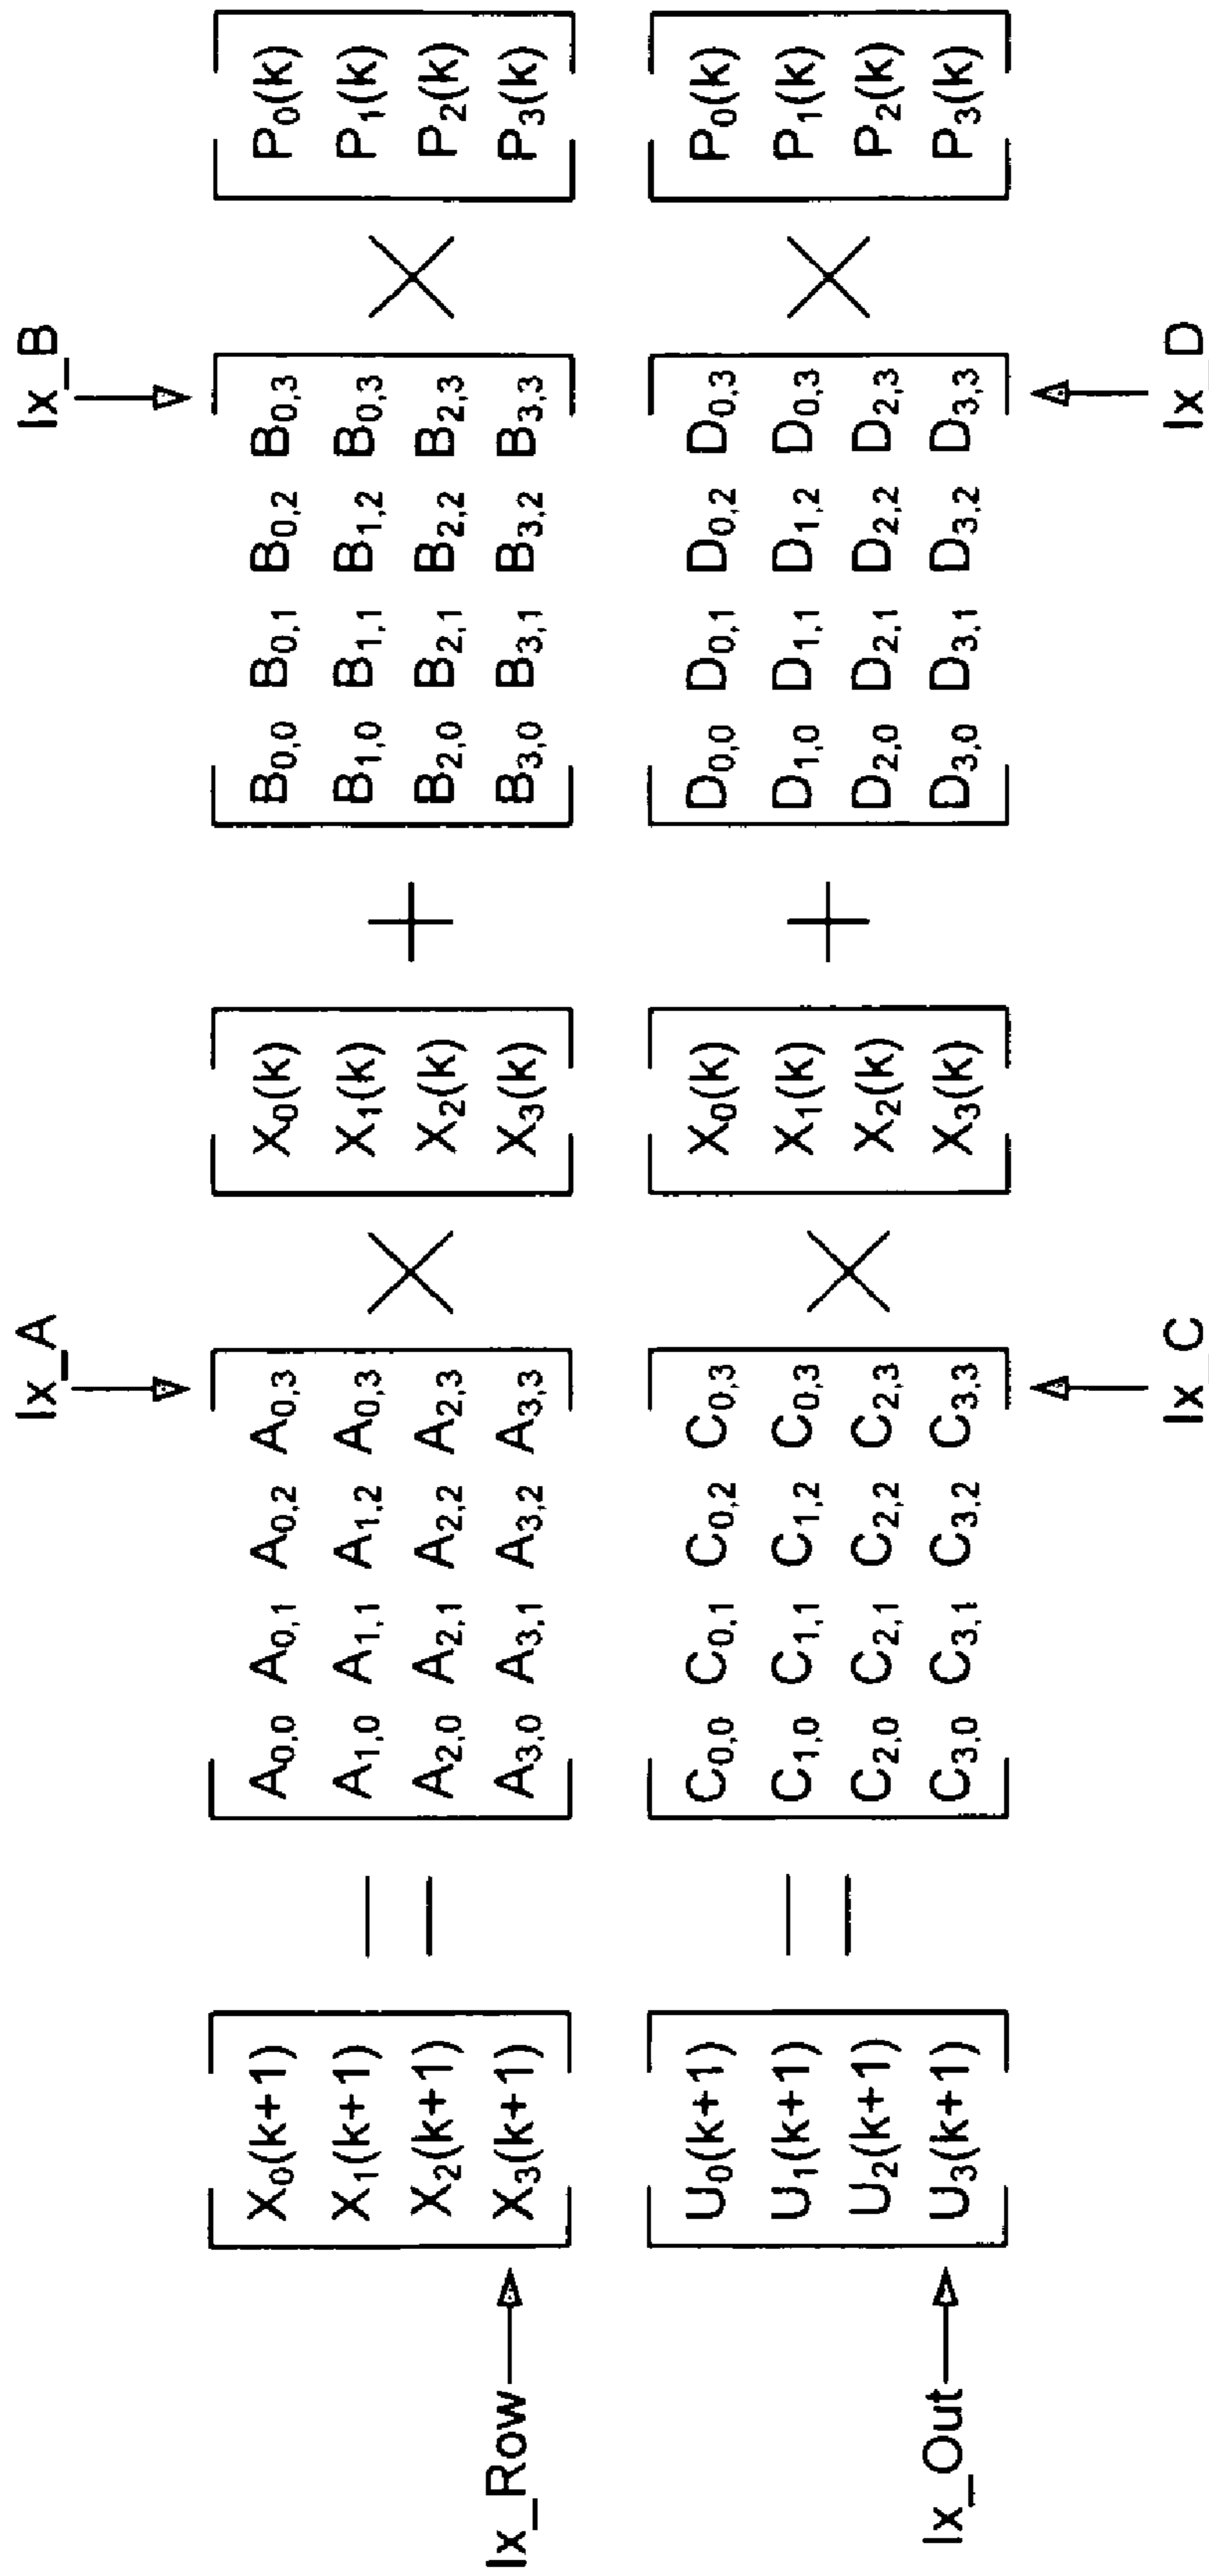 Ix_A Ix_B
X₀(k+1) A₀,₀ A₀,₁ A₀,₂ A₀,₃ X₀(k) B₀,₀ B₀,₁ B₀,₂ B₀,₃ P₀(k)
X₁(k+1) = A₁,₀ A₁,₁ A₁,₂ A₀,₃ × X₁(k) + B₁,₀ B₁,₁ B₁,₂ B₀,₃ × P₁(k)
X₂(k+1) A₂,₀ A₂,₁ A₂,₂ A₂,₃ X₂(k) B₂,₀ B₂,₁ B₂,₂ B₂,₃ P₂(k)
Ix_Row X₃(k+1) A₃,₀ A₃,₁ A₃,₂ A₃,₃ X₃(k) B₃,₀ B₃,₁ B₃,₂ B₃,₃ P₃(k)
U₀(k+1) C₀,₀ C₀,₁ C₀,₂ C₀,₃ X₀(k) D₀,₀ D₀,₁ D₀,₂ D₀,₃ P₀(k)
U₁(k+1) = C₁,₀ C₁,₁ C₁,₂ C₀,₃ × X₁(k) + D₁,₀ D₁,₁ D₁,₂ D₀,₃ × P₁(k)
U₂(k+1) C₂,₀ C₂,₁ C₂,₂ C₂,₃ X₂(k) D₂,₀ D₂,₁ D₂,₂ D₂,₃ P₂(k)
Ix_Out U₃(k+1) C₃,₀ C₃,₁ C₃,₂ C₃,₃ X₃(k) D₃,₀ D₃,₁ D₃,₂ D₃,₃ P₃(k)
Ix_C Ix_D